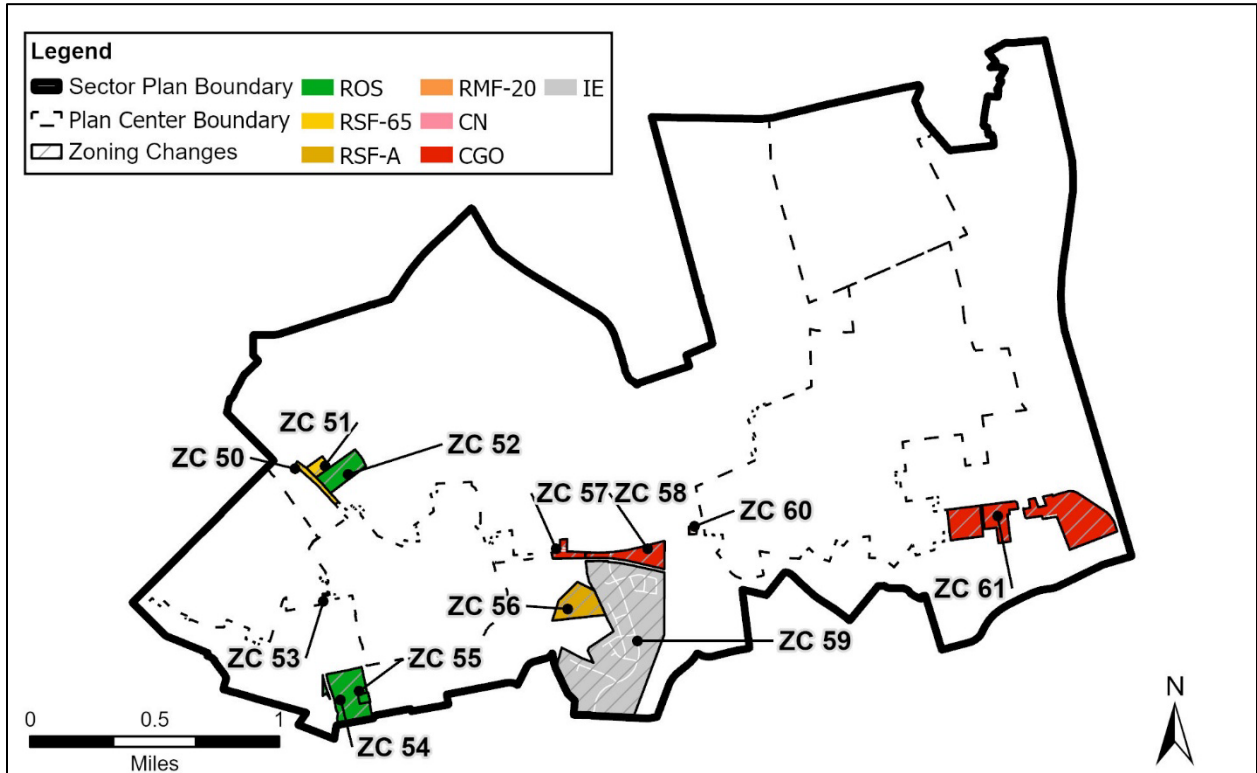 Legend
Sector Plan Boundary ROS RMF-20 IE
Plan Center Boundary RSF-65 CN
Zoning Changes RSF-A CGO
ZC 51
ZC 50 ZC 52
ZC 57 ZC 58
ZC 60
ZC 61
ZC 56
ZC 59
ZC 53 ZC 55
ZC 54
0 0.5 1
Miles
N